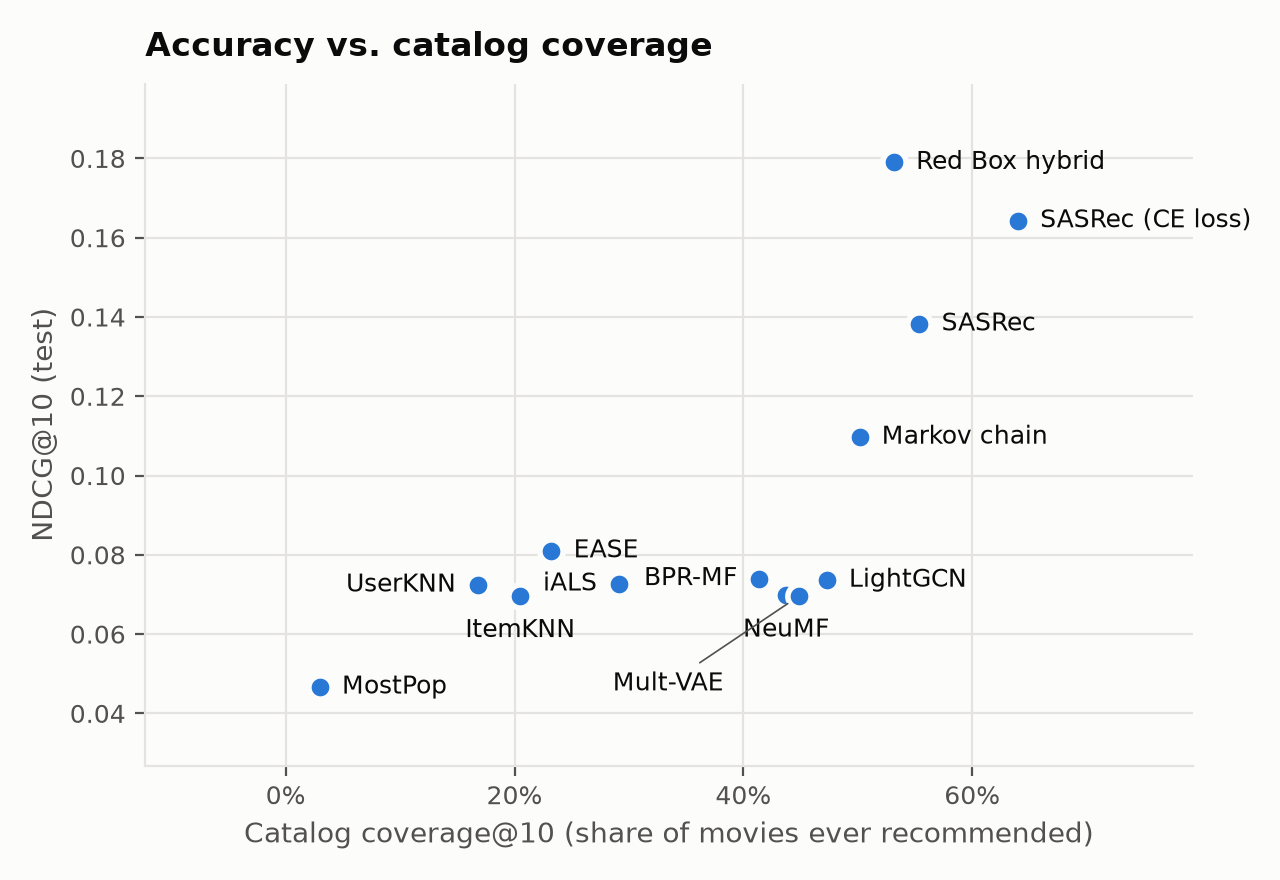 Accuracy vs. catalog coverage
NDCG@10 (test)
0.18
0.16
0.14
0.12
0.10
0.08
0.06
0.04
Red Box hybrid
SASRec (CE loss)
SASRec
Markov chain
EASE
UserKNN
iALS
BPR-MF
LightGCN
ItemKNN
NeuMF
Mult-VAE
MostPop
0%
20%
40%
60%
Catalog coverage@10 (share of movies ever recommended)